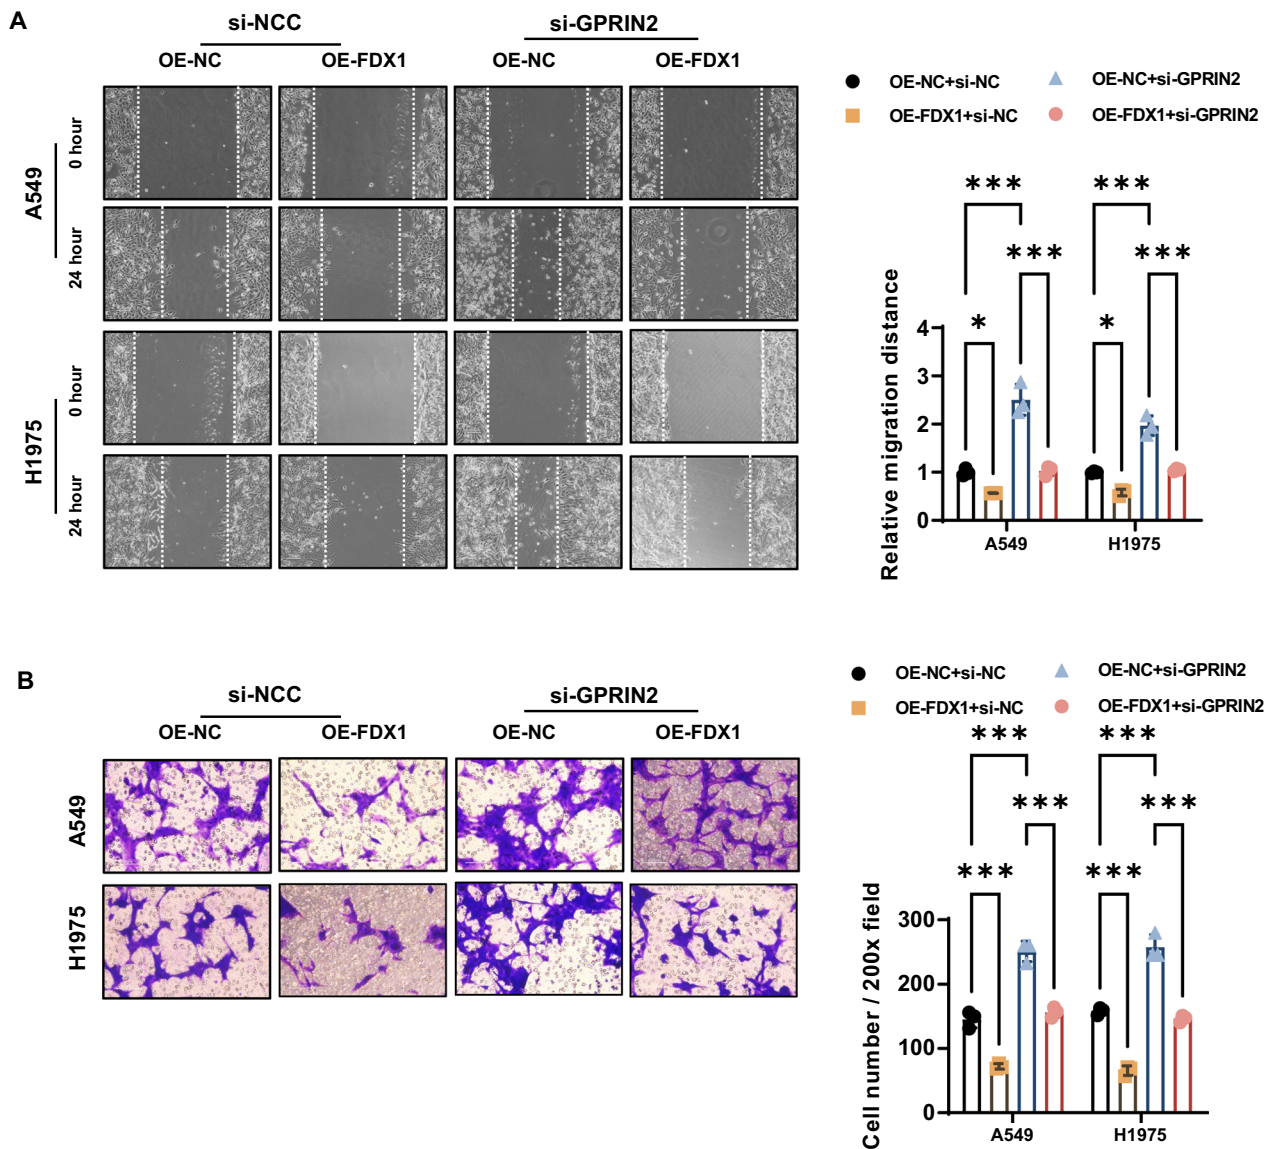 A
si-NCC
si-GPRIN2
OE-NC
OE-FDX1
OE-NC
OE-FDX1
A549
0 hour
24 hour
H1975
0 hour
24 hour
OE-NC+si-NC
OE-NC+si-GPRIN2
OE-FDX1+si-NC
OE-FDX1+si-GPRIN2
*** ***
*** ***
* *
Relative migration distance
4
3
2
1
0
A549
H1975
B
si-NCC
si-GPRIN2
OE-NC
OE-FDX1
OE-NC
OE-FDX1
A549
H1975
OE-NC+si-NC
OE-NC+si-GPRIN2
OE-FDX1+si-NC
OE-FDX1+si-GPRIN2
*** ***
*** ***
*** ***
Cell number / 200x field
300
200
100
0
A549
H1975